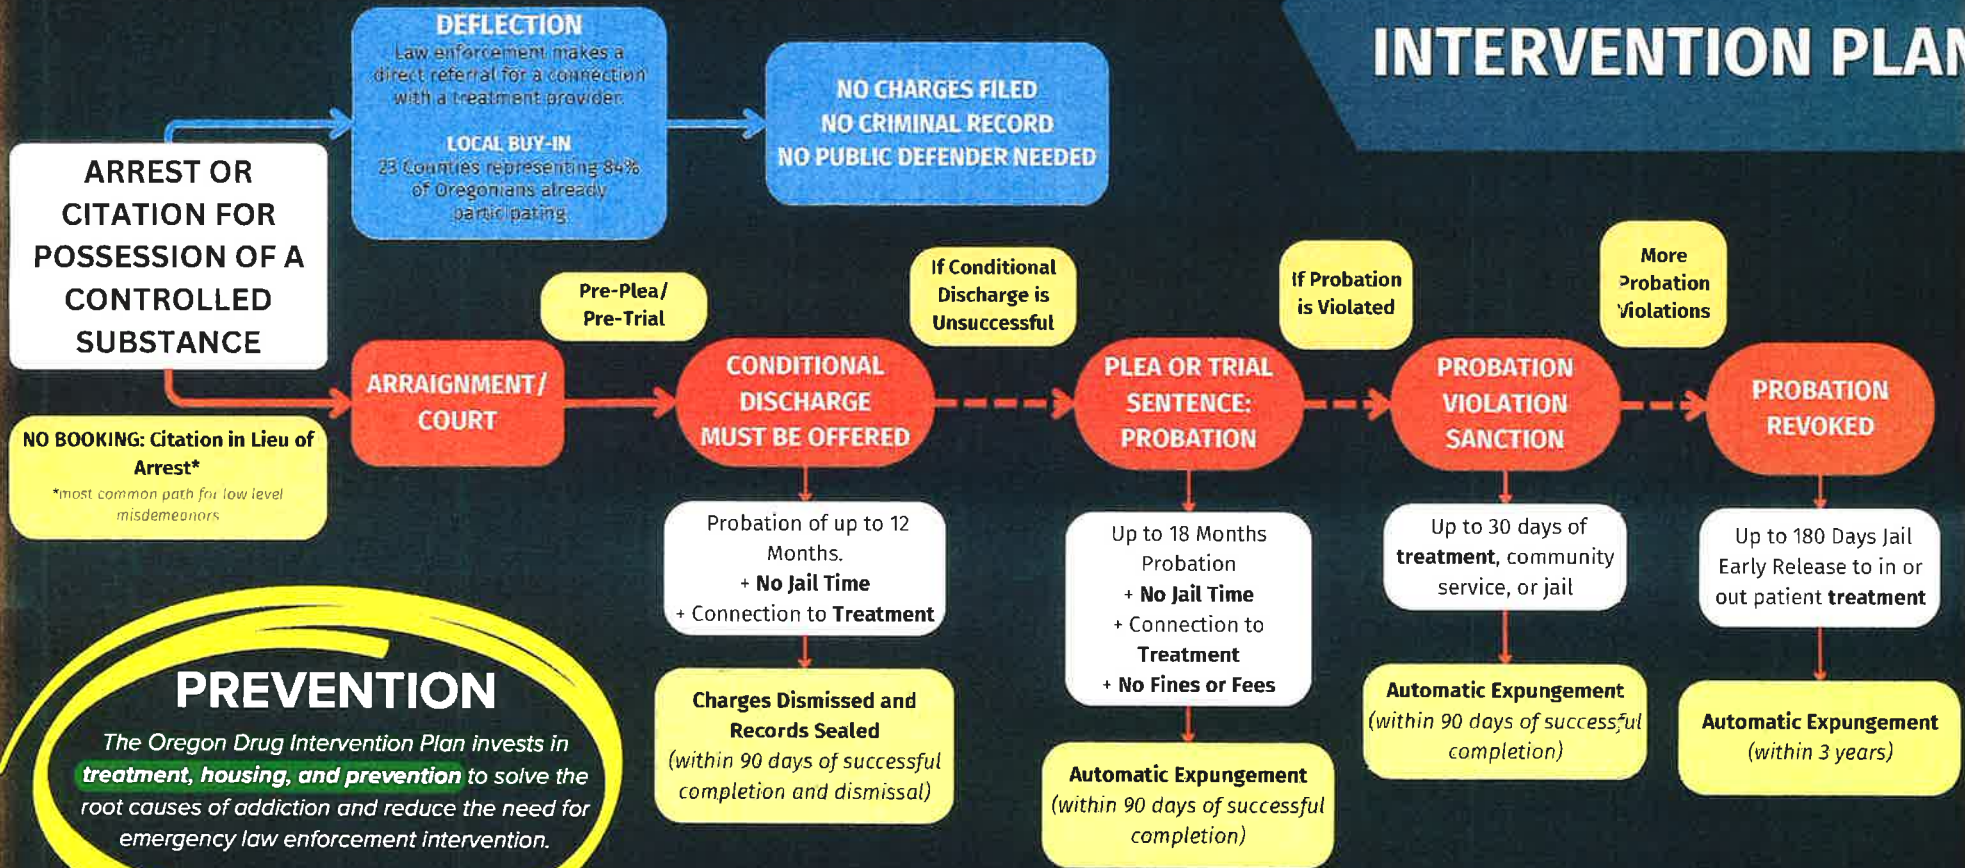 INTERVENTION PLAN
DEFLECTION
Law enforcement makes a
direct referral for a connection
with a treatment provider.
LOCAL BUY-IN
23 Counties representing 84%
of Oregonians already
participating
NO CHARGES FILED
NO CRIMINAL RECORD
NO PUBLIC DEFENDER NEEDED
ARREST OR
CITATION FOR
POSSESSION OF A
CONTROLLED
SUBSTANCE
NO BOOKING: Citation in Lieu of
Arrest*
*most common path for low level
misdemeanors
ARRAIGNMENT/
COURT
Pre-Plea/
Pre-Trial
CONDITIONAL
DISCHARGE
MUST BE OFFERED
Probation of up to 12
Months.
+ No Jail Time
+ Connection to Treatment
Charges Dismissed and
Records Sealed
(within 90 days of successful
completion and dismissal)
If Conditional
Discharge is
Unsuccessful
PLEA OR TRIAL
SENTENCE:
PROBATION
Up to 18 Months
Probation
+ No Jail Time
+ Connection to
Treatment
+ No Fines or Fees
Automatic Expungement
(within 90 days of successful
completion)
If Probation
is Violated
PROBATION
VIOLATION
SANCTION
Up to 30 days of
treatment, community
service, or jail
Automatic Expungement
(within 90 days of successful
completion)
More
Probation
Violations
PROBATION
REVOKED
Up to 180 Days Jail
Early Release to in or
out patient treatment
Automatic Expungement
(within 3 years)
PREVENTION
The Oregon Drug Intervention Plan invests in
treatment, housing, and prevention to solve the
root causes of addiction and reduce the need for
emergency law enforcement intervention.